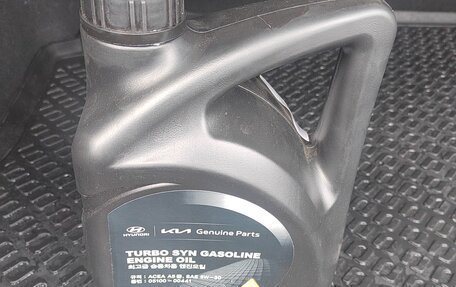 HYUNDAI KIA Genuine Parts
TURBO SYN GASOLINE
ENGINE OIL
최고급 승용차용 엔진오일
규격 : ACEA A5급, SAE 5W-30
품번 : 05100-00441